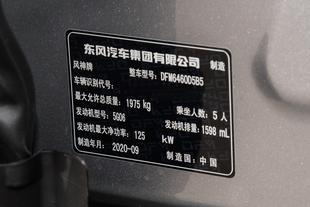 东风汽车集团有限公司 制造
风神牌 整车型号: DFM6460D5B5
车辆识别代号:
最大允许总质量: 1975 kg 乘坐人数: 5 人
发动机型号: 5G06 发动机排量: 1598 mL
发动机最大净功率: 125 kW
制造年月: 2020-09 制造国: 中国